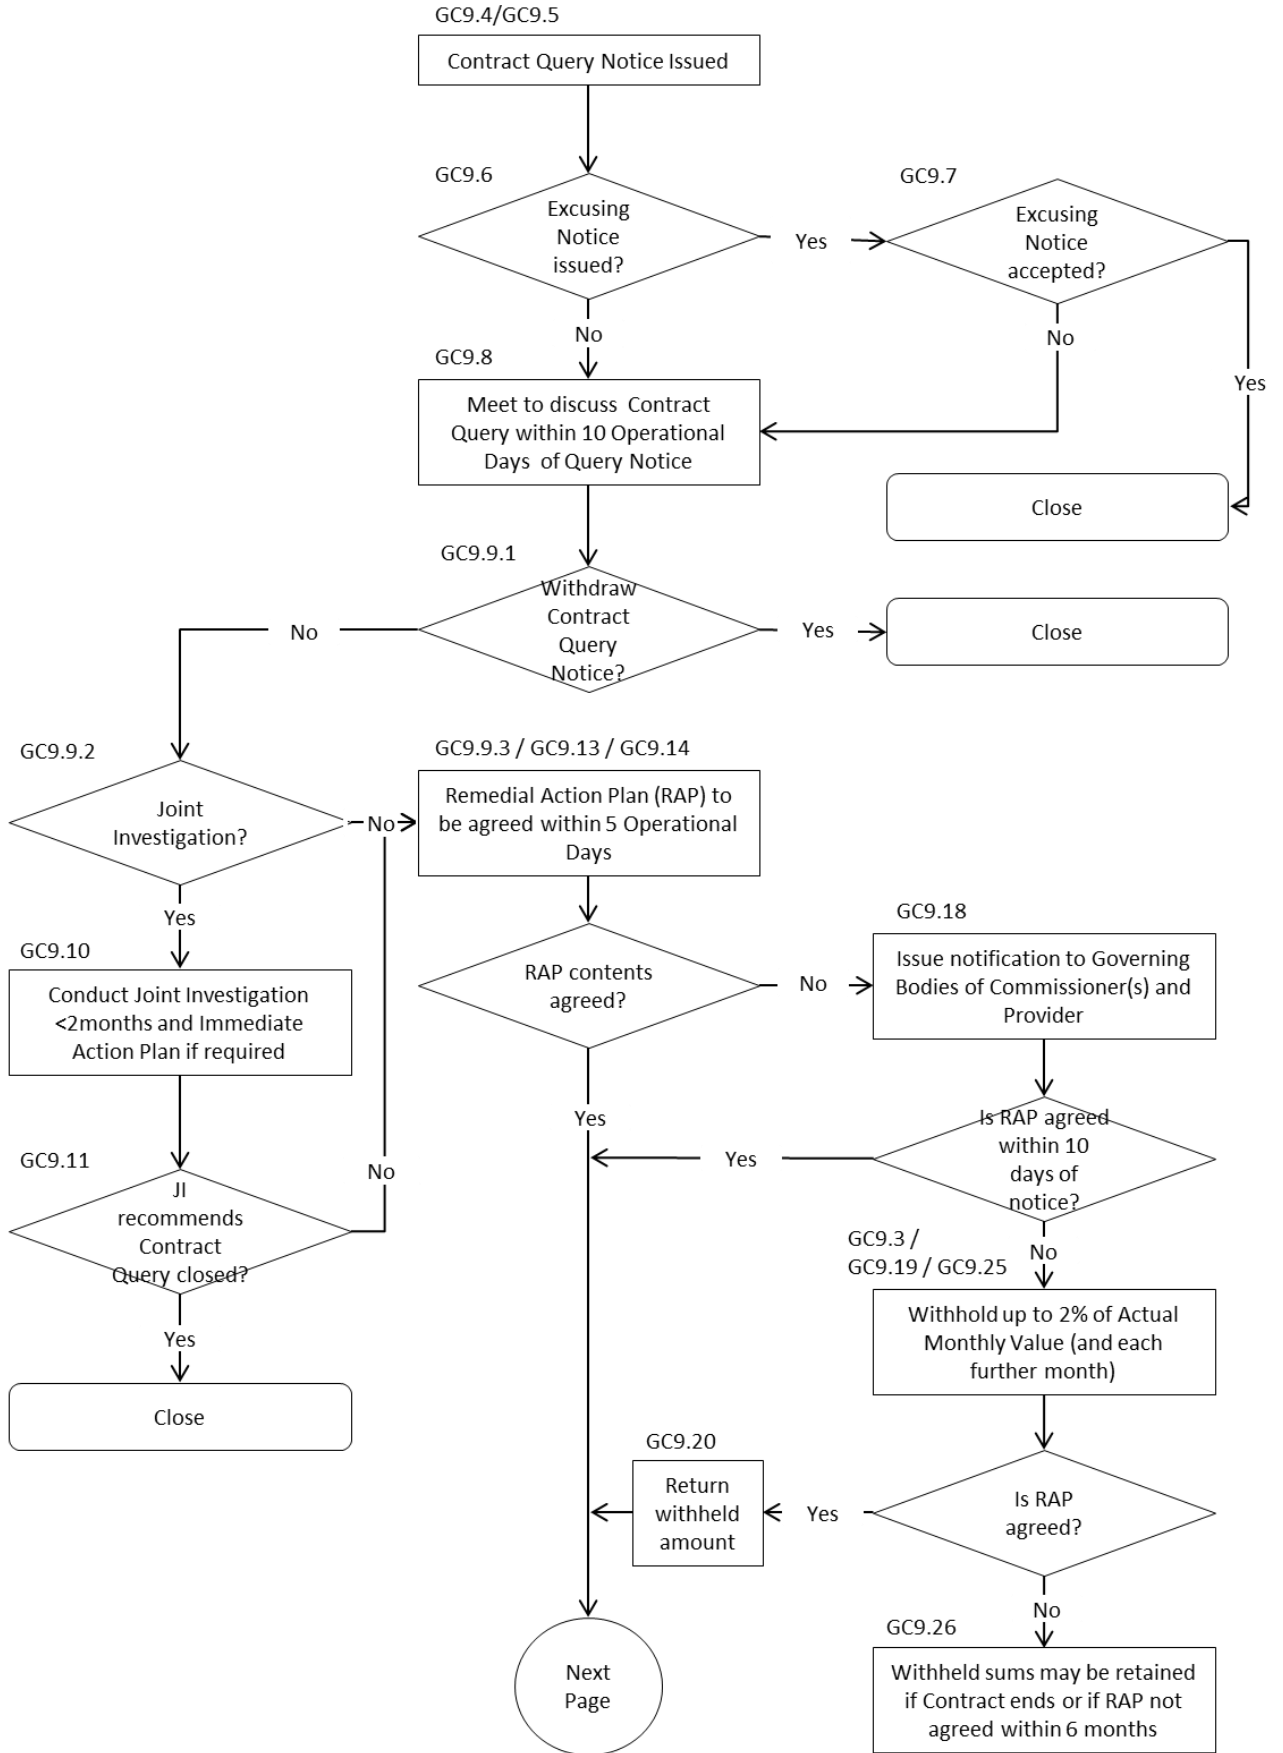 GC9.4/GC9.5
Contract Query Notice Issued
GC9.6
Excusing
Notice
issued?
Yes
GC9.7
Excusing
Notice
accepted?
No
No
Yes
GC9.8
Meet to discuss Contract
Query within 10 Operational
Days of Query Notice
Close
GC9.9.1
Withdraw
Contract
Query
Notice?
No
Yes
Close
GC9.9.2
Joint
Investigation?
No
GC9.9.3 / GC9.13 / GC9.14
Remedial Action Plan (RAP) to
be agreed within 5 Operational
Days
Yes
GC9.10
Conduct Joint Investigation
<2months and Immediate
Action Plan if required
RAP contents
agreed?
No
GC9.18
Issue notification to Governing
Bodies of Commissioner(s) and
Provider
Yes
GC9.11
JI
recommends
Contract
Query closed?
No
Yes
Is RAP agreed
within 10
days of
notice?
Yes
Close
GC9.3 /
GC9.19 / GC9.25
No
Withhold up to 2% of Actual
Monthly Value (and each
further month)
GC9.20
Return
withheld
amount
Yes
Is RAP
agreed?
No
GC9.26
Withheld sums may be retained
if Contract ends or if RAP not
agreed within 6 months
Next
Page